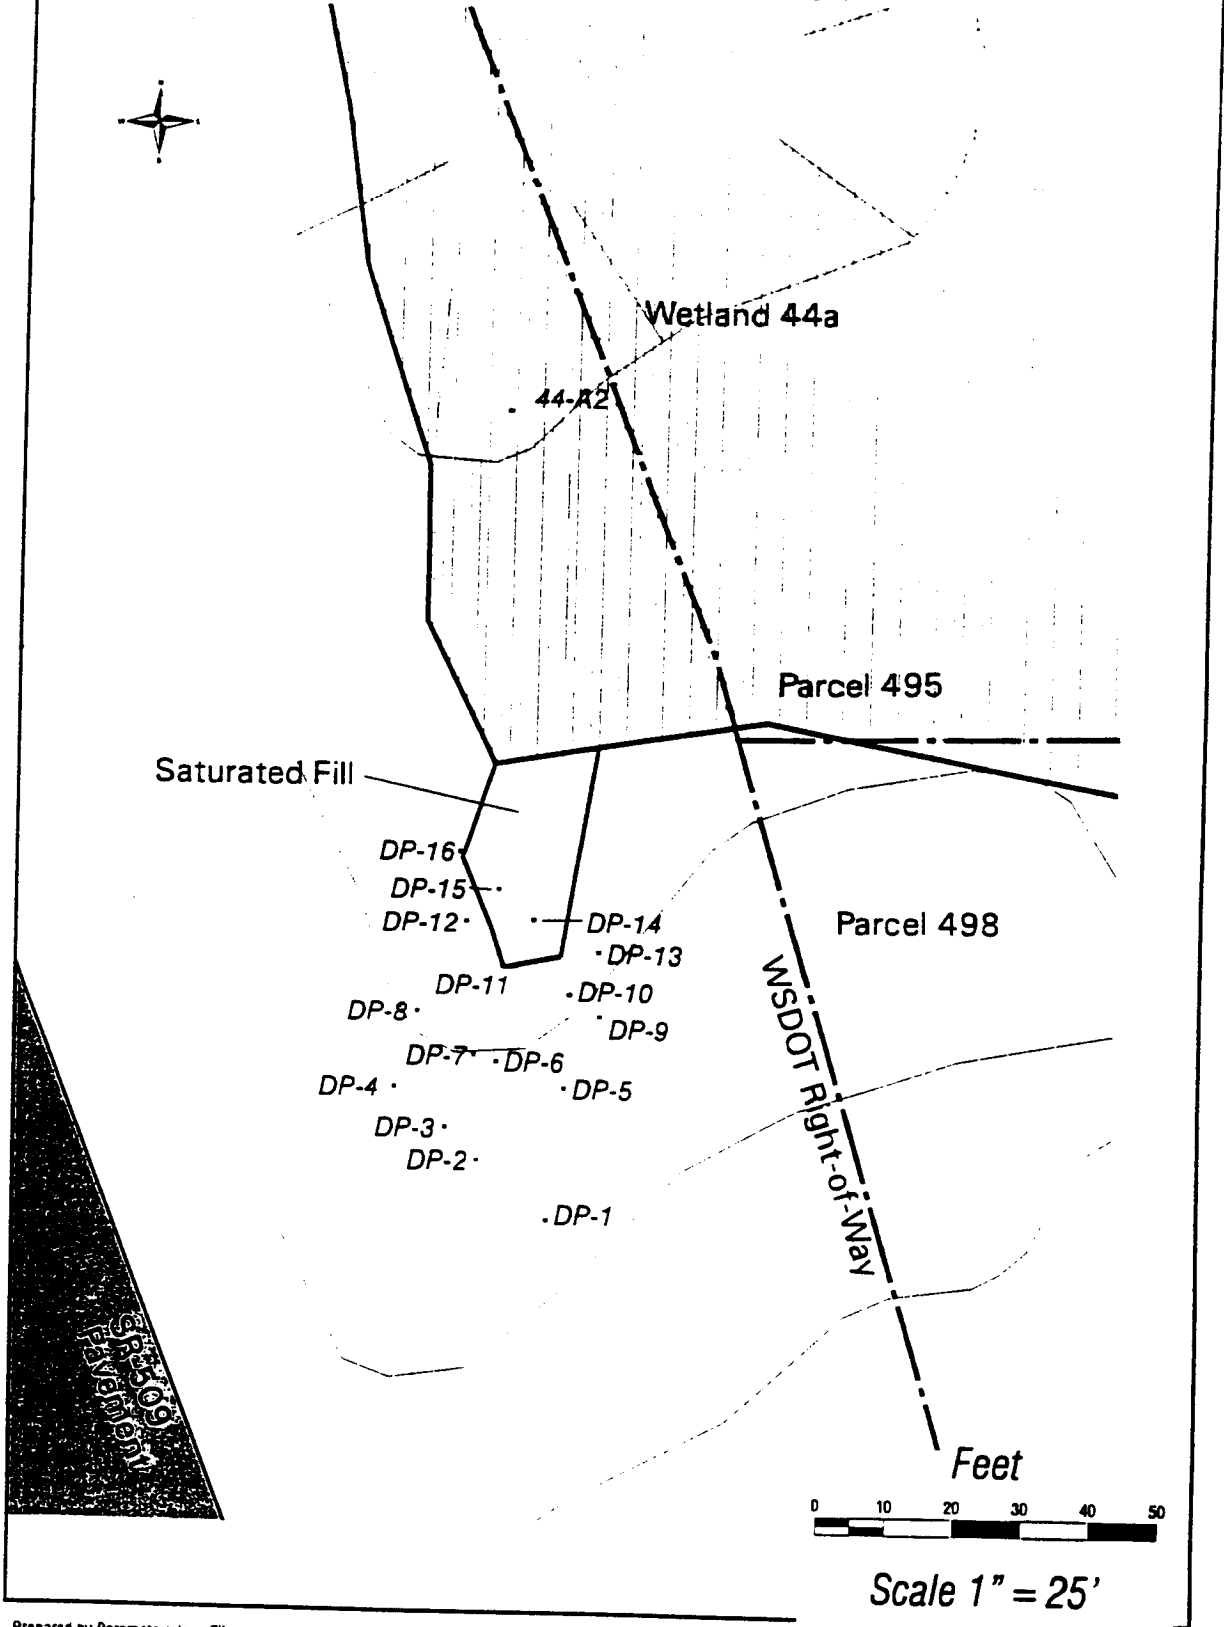 Wetland 44a
44-A2
Parcel 495
Saturated Fill
DP-16
DP-15
DP-12
DP-14
Parcel 498
DP-13
DP-11
DP-10
DP-8
DP-9
WSDOT Right-of-Way
DP-7
DP-6
DP-4
DP-5
DP-3
DP-2
DP-1
SR-509
Pavement
Feet
0 10 20 30 40 50
Scale 1" = 25'
Prepared by